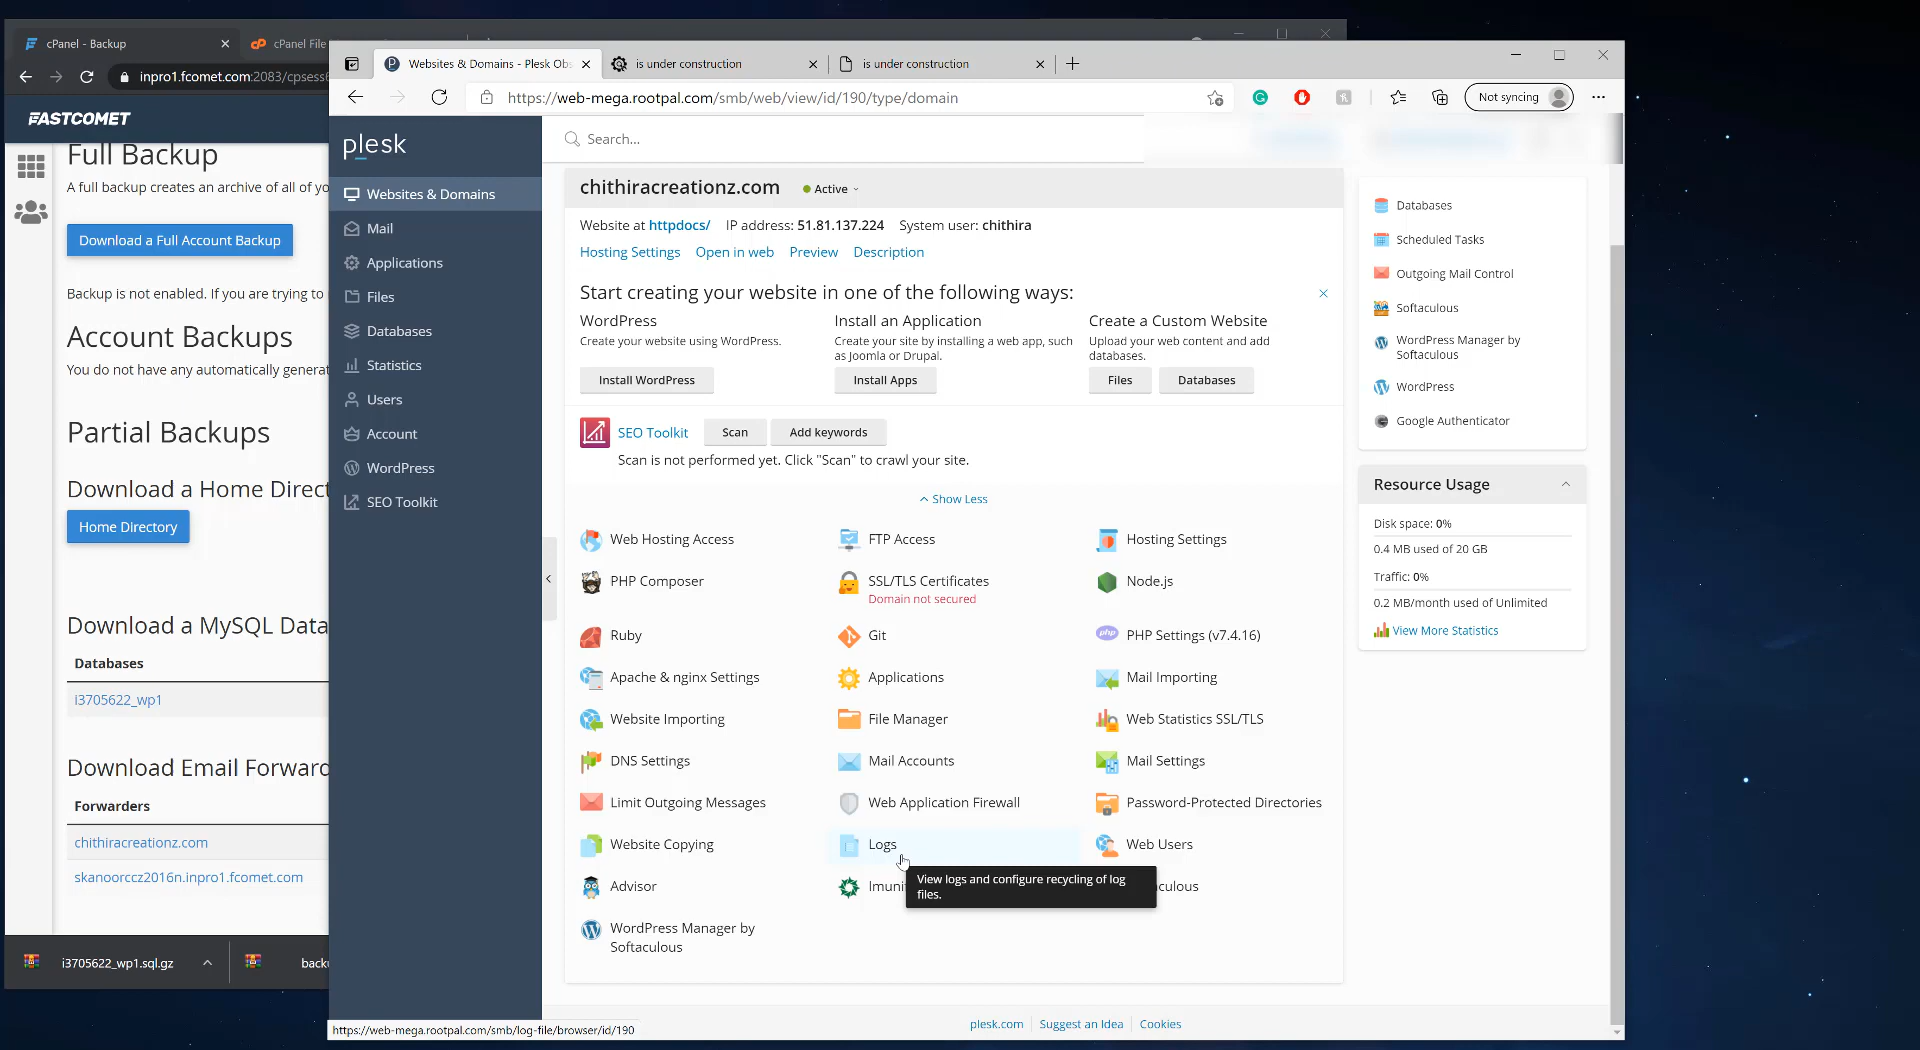 cPanel - Backup
cPanel File
inpro1.fcomet.com:2083/cpsess
FASTCOMET
Full Backup
A full backup creates an archive of all of yo
Download a Full Account Backup
Backup is not enabled. If you are trying to
Account Backups
You do not have any automatically generat
Partial Backups
Download a Home Direct
Home Directory
Download a MySQL Data
Databases
i3705622_wp1
Download Email Forward
Forwarders
chithiracreationz.com
skanoorccz2016n.inpro1.fcomet.com
i3705622_wp1.sql.gz
backu
Websites & Domains - Plesk Obs
is under construction
is under construction
https://web-mega.rootpal.com/smb/web/view/id/190/type/domain
Not syncing
plesk
Search...
Websites & Domains
Mail
Applications
Files
Databases
Statistics
Users
Account
WordPress
SEO Toolkit
chithiracreationz.com
Active
Website at httpdocs/ IP address: 51.81.137.224 System user: chithira
Hosting Settings Open in web Preview Description
Start creating your website in one of the following ways:
WordPress
Create your website using WordPress.
Install WordPress
Install an Application
Create your site by installing a web app, such
as Joomla or Drupal.
Install Apps
Create a Custom Website
Upload your web content and add
databases.
Files
Databases
SEO Toolkit
Scan
Add keywords
Scan is not performed yet. Click "Scan" to crawl your site.
Show Less
Web Hosting Access
FTP Access
Hosting Settings
PHP Composer
SSL/TLS Certificates
Domain not secured
Node.js
Ruby
Git
PHP Settings (v7.4.16)
Apache & nginx Settings
Applications
Mail Importing
Website Importing
File Manager
Web Statistics SSL/TLS
DNS Settings
Mail Accounts
Mail Settings
Limit Outgoing Messages
Web Application Firewall
Password-Protected Directories
Website Copying
Logs
Web Users
Advisor
Imuni
aculous
View logs and configure recycling of log
files.
WordPress Manager by
Softaculous
Databases
Scheduled Tasks
Outgoing Mail Control
Softaculous
WordPress Manager by
Softaculous
WordPress
Google Authenticator
Resource Usage
Disk space: 0%
0.4 MB used of 20 GB
Traffic: 0%
0.2 MB/month used of Unlimited
View More Statistics
plesk.com
Suggest an Idea
Cookies
https://web-mega.rootpal.com/smb/log-file/browser/id/190